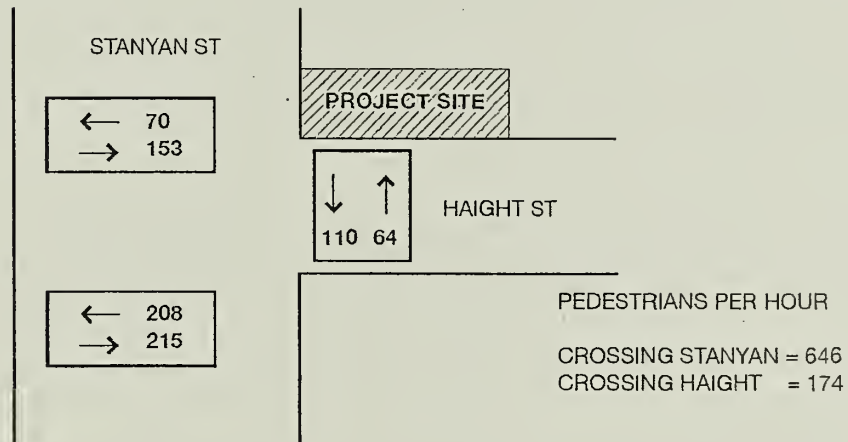 STANYAN ST
PROJECT SITE
← 70
→ 153
↓ ↑
110 64
HAIGHT ST
← 208
→ 215
PEDESTRIANS PER HOUR
CROSSING STANYAN = 646
CROSSING HAIGHT = 174